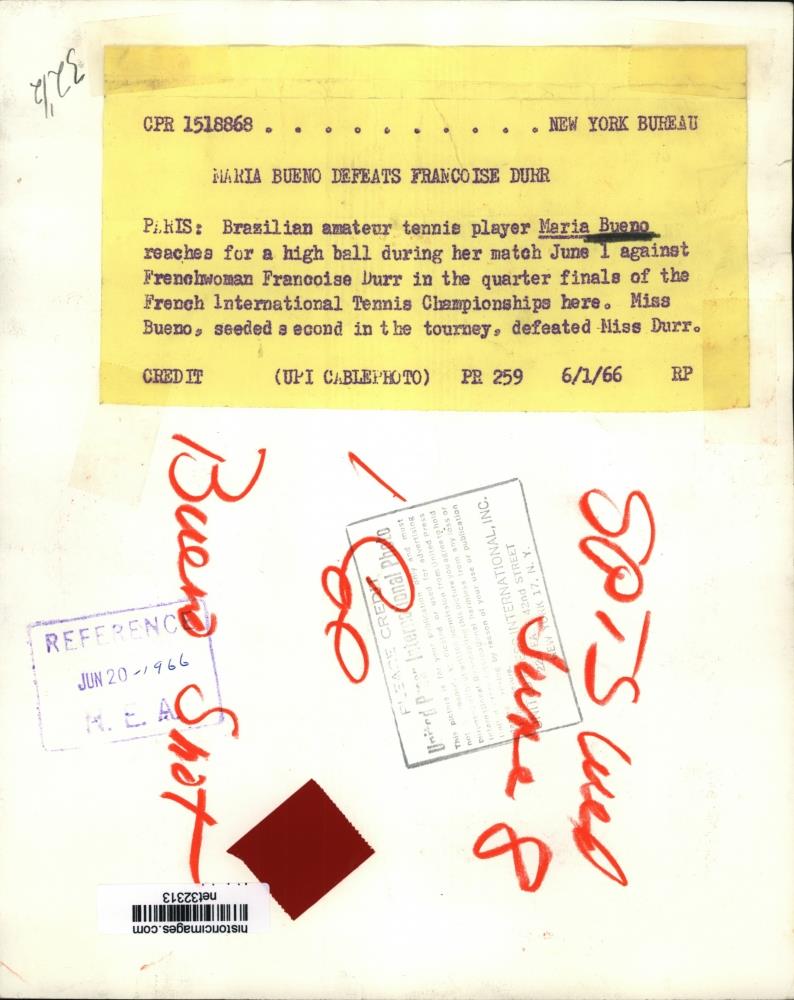 CPR 1518868 . . . . . . . . . . . NEW YORK BUREAU
MARIA BUENO DEFEATS FRANCOISE DURR
PARIS: Brazilian amateur tennis player Maria Bueno
reaches for a high ball during her match June 1 against
Frenchwoman Francoise Durr in the quarter finals of the
French International Tennis Championships here. Miss
Bueno, seeded second in the tourney, defeated Miss Durr.
CREDIT (UPI CABLEPHOTO) PR 259 6/1/66 RP
Bueno Shot
1 Co
SPTS Wed
June 8
REFERENCE
JUN 20 - 1966
N. E. A.
PLEASE CREDIT
United Press International Photo
INTERNATIONAL, INC.
42nd STREET
NEW YORK 17, N. Y.
historicimages.com
net32313